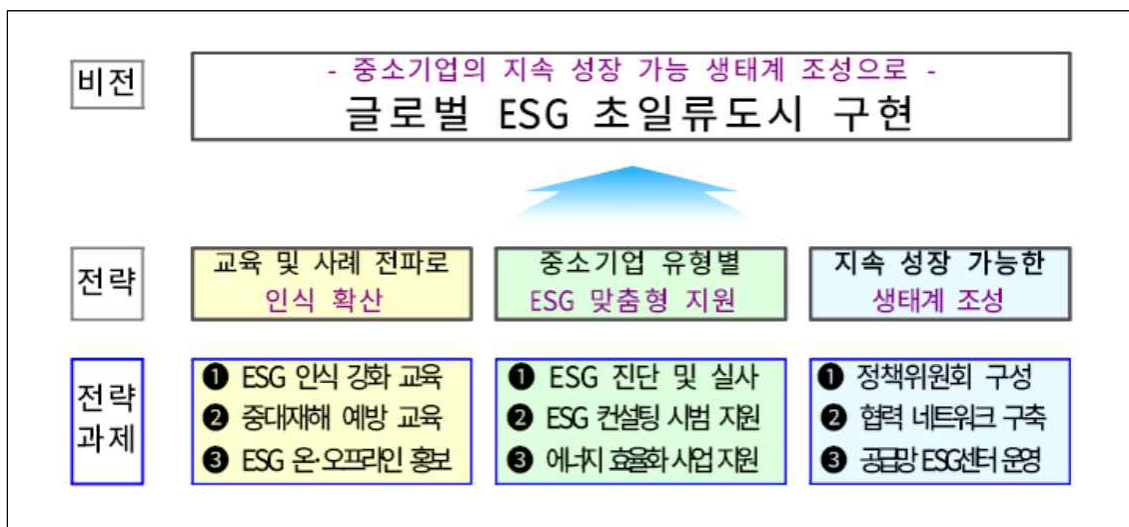 비전
- 중소기업의 지속 성장 가능 생태계 조성으로 -
글로벌 ESG 초일류도시 구현
전략
교육 및 사례 전파로
인식 확산
중소기업 유형별
ESG 맞춤형 지원
지속 성장 가능한
생태계 조성
전략
과제
❶ ESG 인식 강화 교육
❷ 중대재해 예방 교육
❸ ESG 온·오프라인 홍보
❶ ESG 진단 및 실사
❷ ESG 컨설팅 시범 지원
❸ 에너지 효율화 사업 지원
❶ 정책위원회 구성
❷ 협력 네트워크 구축
❸ 공급망 ESG센터 운영